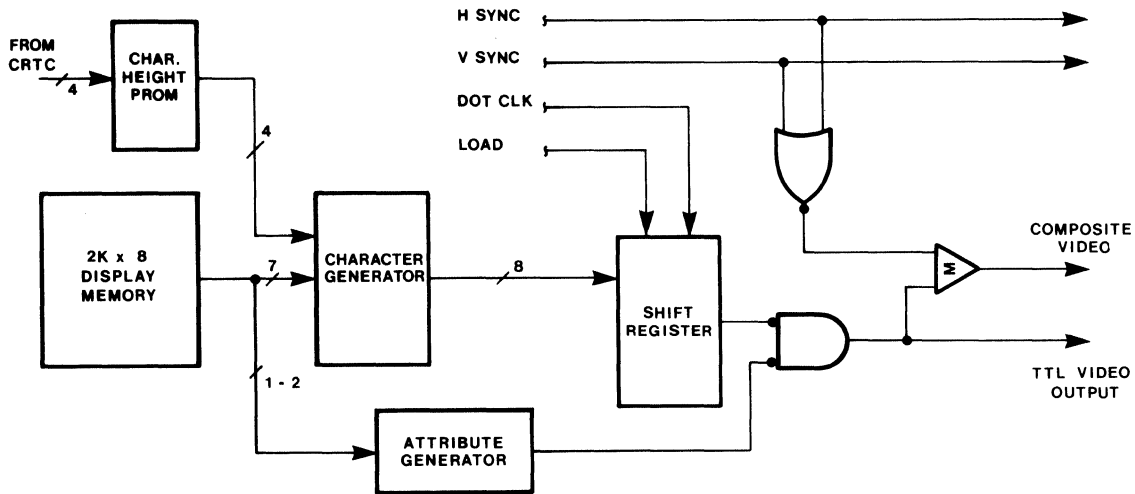 H SYNC
V SYNC
DOT CLK
LOAD
FROM
CRTC
4
CHAR.
HEIGHT
PROM
4
2K x 8
DISPLAY
MEMORY
7
CHARACTER
GENERATOR
8
SHIFT
REGISTER
1 - 2
ATTRIBUTE
GENERATOR
M
COMPOSITE
VIDEO
TTL VIDEO
OUTPUT